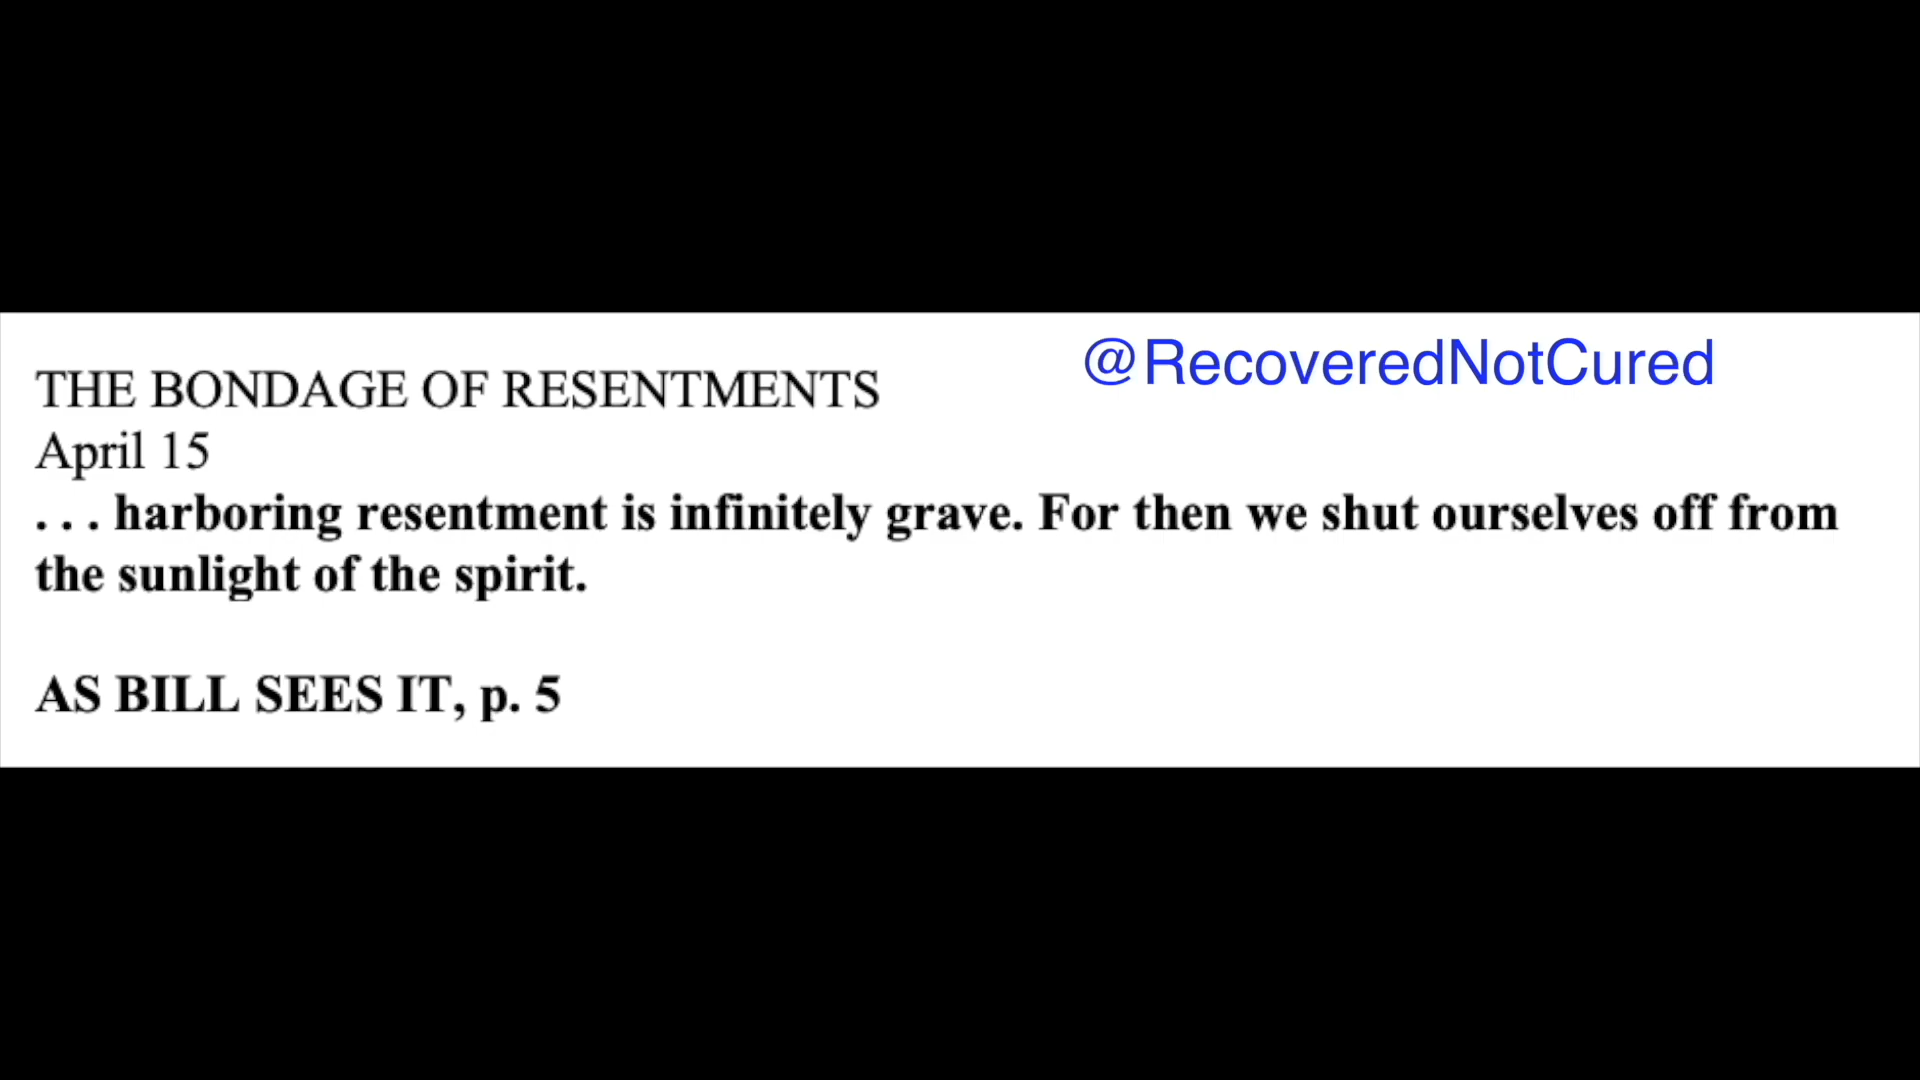 @RecoveredNotCured
THE BONDAGE OF RESENTMENTS
April 15
. . . harboring resentment is infinitely grave. For then we shut ourselves off from
the sunlight of the spirit.
AS BILL SEES IT, p. 5